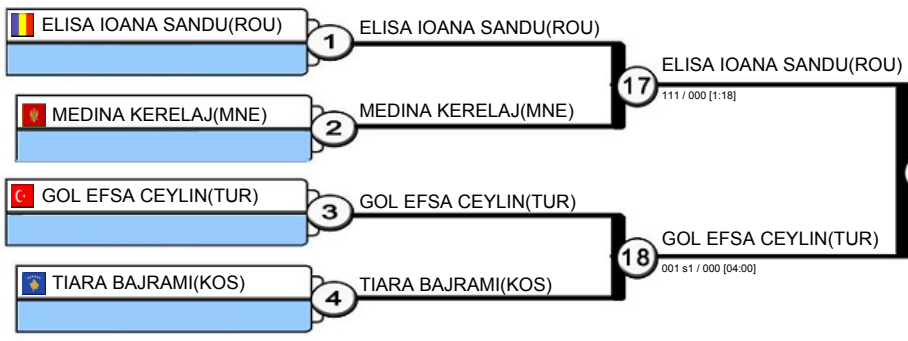 ELISA IOANA SANDU(ROU)
1
ELISA IOANA SANDU(ROU)
17
ELISA IOANA SANDU(ROU)
111 / 000 [1:18]
MEDINA KERELAJ(MNE)
2
MEDINA KERELAJ(MNE)
GOL EFSA CEYLIN(TUR)
3
GOL EFSA CEYLIN(TUR)
18
GOL EFSA CEYLIN(TUR)
001 s1 / 000 [04:00]
TIARA BAJRAMI(KOS)
4
TIARA BAJRAMI(KOS)